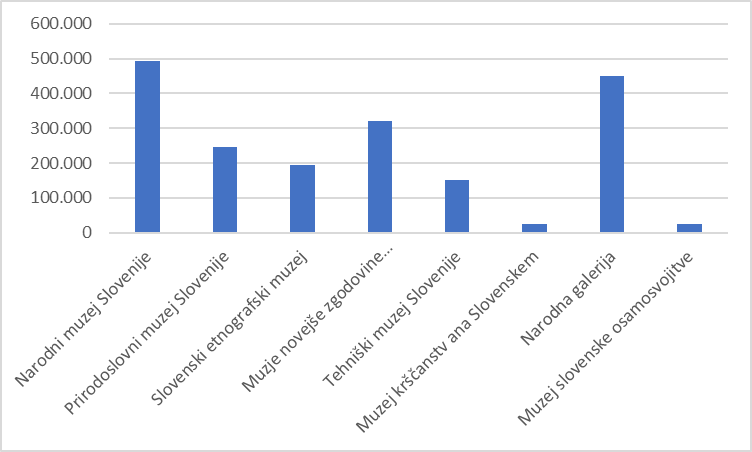 600.000
500.000
400.000
300.000
200.000
100.000
0
Narodni muzej Slovenije
Prirodoslovni muzej Slovenije
Slovenski etnografski muzej
Muzje novejše zgodovine...
Tehniški muzej Slovenije
Muzej krščanstv ana Slovenskem
Narodna galerija
Muzej slovenske osamosvojitve